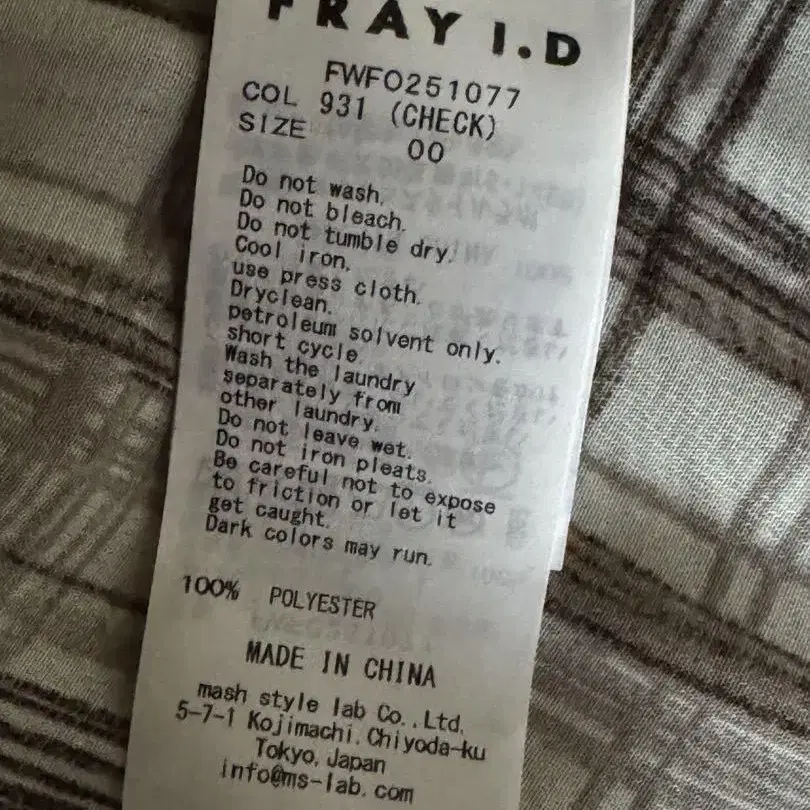 FRAY I.D
FWFO251077
COL 931 (CHECK)
SIZE 00
Do not wash.
Do not bleach.
Do not tumble dry.
Cool iron,
use press cloth.
Dryclean.
petroleum solvent only.
short cycle.
Wash the laundry
separately from
other laundry.
Do not leave wet.
Do not iron pleats.
Be careful not to expose
to friction or let it
get caught.
Dark colors may run.
100% POLYESTER
MADE IN CHINA
mash style lab Co.,Ltd.
5-7-1 Kojimachi,Chiyoda-ku
Tokyo,Japan
info@ms-lab.com